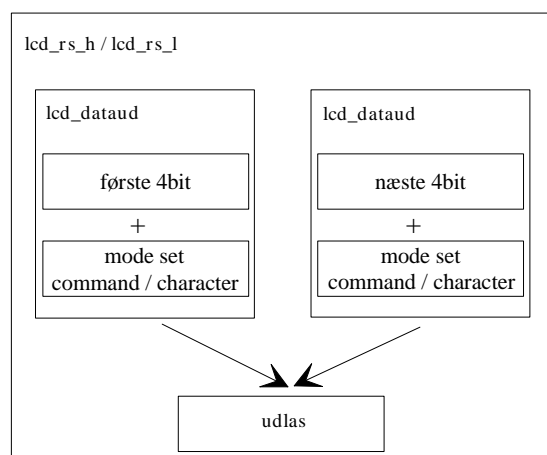 lcd_rs_h / lcd_rs_l
lcd_dataud
første 4bit
+
mode set
command / character
lcd_dataud
næste 4bit
+
mode set
command / character
udlas